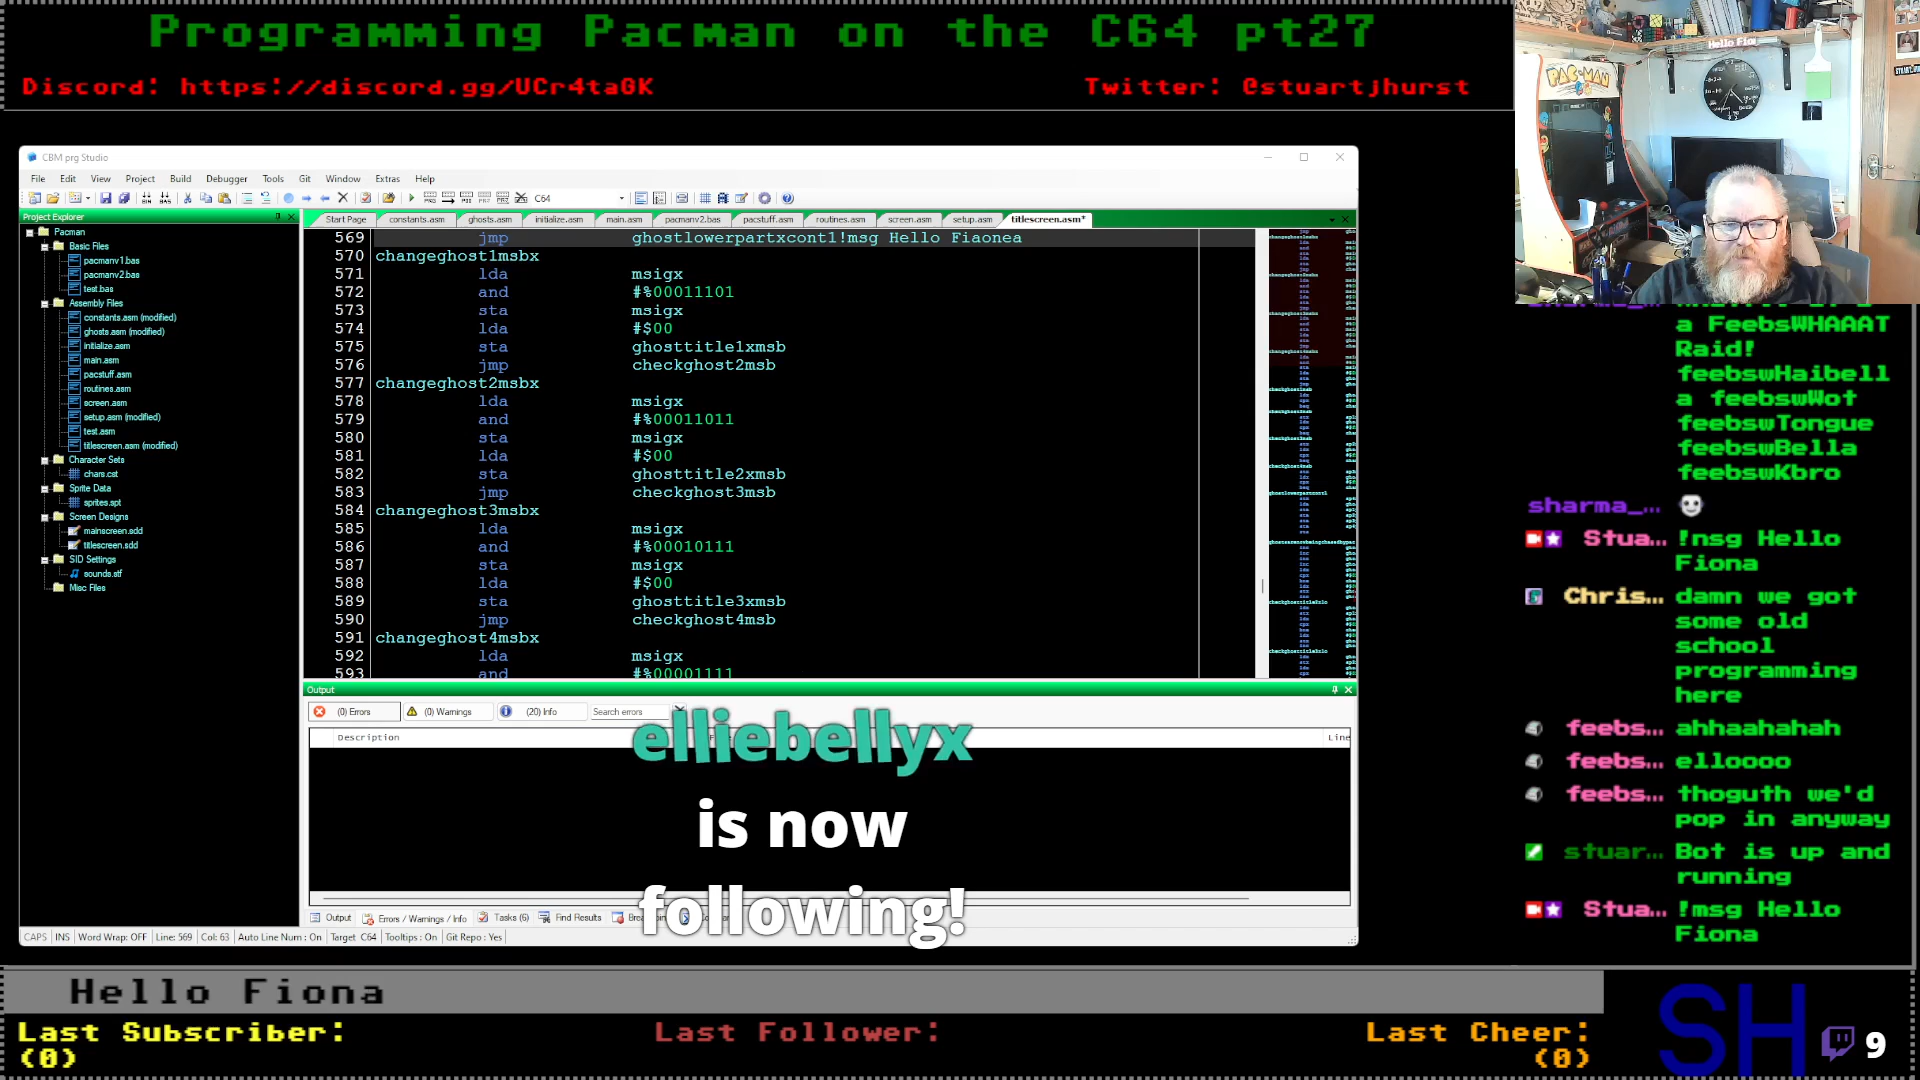 Programming Pacman on the C64 pt27
Discord: https://discord.gg/UCr4taGK
Twitter: @stuartjhurst
Hello Fio
PAC-MAN
CBM prg Studio
File Edit View Project Build Debugger Tools Git Window Extras Help
C64
Project Explorer
Pacman
Basic Files
pacmanv1.bas
pacmanv2.bas
test.bas
Assembly Files
constants.asm (modified)
ghosts.asm (modified)
initialize.asm
main.asm
pacstuff.asm
routines.asm
screen.asm
setup.asm (modified)
test.asm
titlescreen.asm (modified)
Character Sets
chars.cst
Sprite Data
sprites.spt
Screen Designs
mainscreen.sdd
titlescreen.sdd
SID Settings
sounds.stf
Misc Files
Start Page constants.asm ghosts.asm initialize.asm main.asm pacmanv2.bas pacstuff.asm routines.asm screen.asm setup.asm titlescreen.asm*
569 jmp ghostlowerpartxcont1!msg Hello Fiaonea
570 changeghost1msbx
571 lda msigx
572 and #%00011101
573 sta msigx
574 lda #$00
575 sta ghosttitle1xmsb
576 jmp checkghost2msb
577 changeghost2msbx
578 lda msigx
579 and #%00011011
580 sta msigx
581 lda #$00
582 sta ghosttitle2xmsb
583 jmp checkghost3msb
584 changeghost3msbx
585 lda msigx
586 and #%00010111
587 sta msigx
588 lda #$00
589 sta ghosttitle3xmsb
590 jmp checkghost4msb
591 changeghost4msbx
592 lda msigx
593 and #%00001111
Output
(0) Errors (0) Warnings (20) Info Search errors
Description Line
elliebellyx
is now
following!
Output Errors / Warnings / Info Tasks (6) Find Results
CAPS INS Word Wrap: OFF Line: 569 Col: 63 Auto Line Num : On Target C64 Tooltips : On Git Repo : Yes
a FeebsWHAAAT
Raid!
feebswHaibell
a feebswWot
feebswTongue
feebswBella
feebswKbro
sharma_...
Stua... !nsg Hello
Fiona
Chris... damn we got
some old
school
programming
here
feebs... ahhaahahah
feebs... elloooo
feebs... thoguth we'd
pop in anyway
stuar... Bot is up and
running
Stua... !msg Hello
Fiona
Hello Fiona
Last Subscriber:
(0)
Last Follower:
Last Cheer:
(0)
SH
9